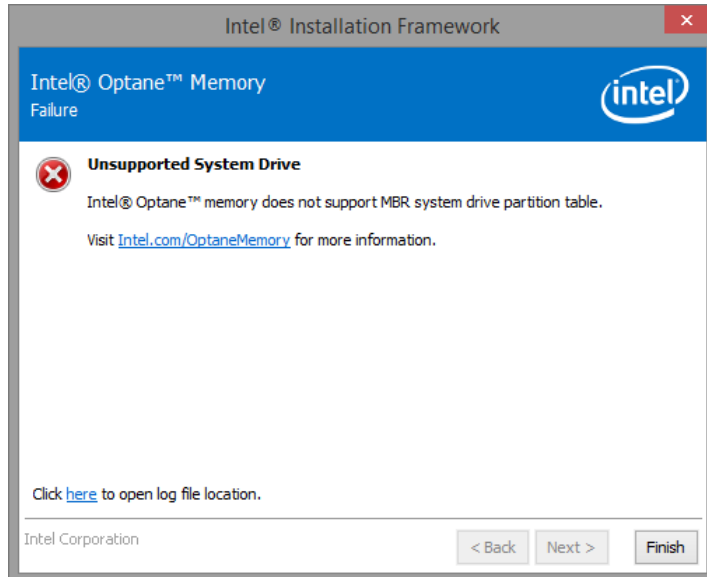 Intel® Installation Framework
Intel® Optane™ Memory
Failure
intel
Unsupported System Drive
Intel® Optane™ memory does not support MBR system drive partition table.
Visit Intel.com/OptaneMemory for more information.
Click here to open log file location.
Intel Corporation
< Back
Next >
Finish